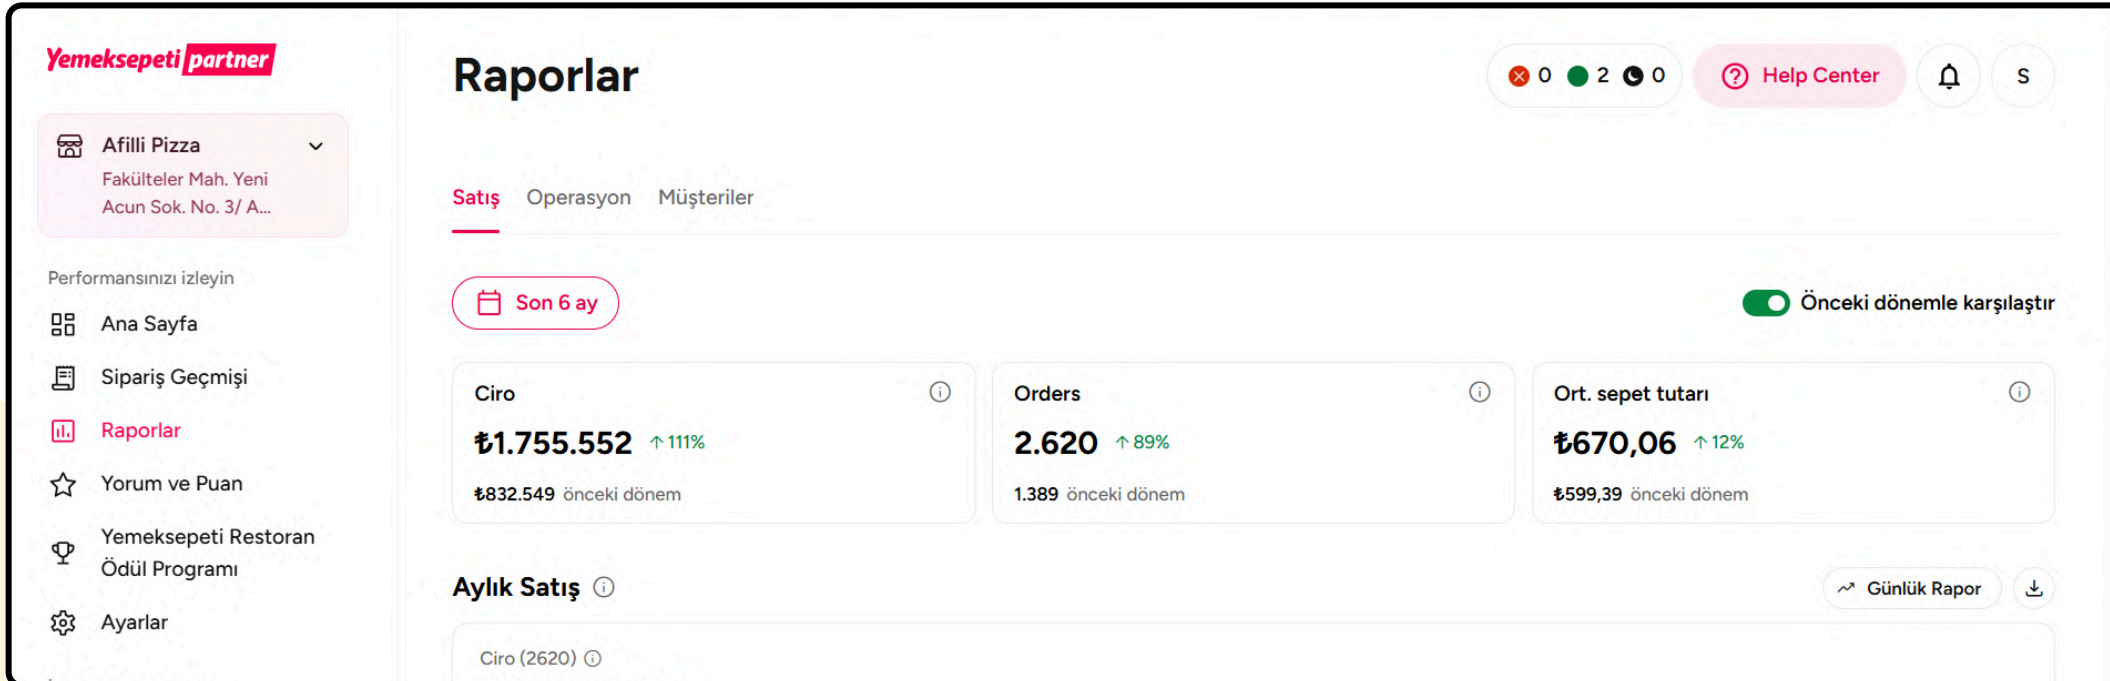 Yemeksepeti partner
Afilli Pizza
Fakülteler Mah. Yeni
Acun Sok. No. 3/ A...
Performansınızı izleyin
Ana Sayfa
Sipariş Geçmişi
Raporlar
Yorum ve Puan
Yemeksepeti Restoran
Ödül Programı
Ayarlar
Raporlar
0 2 0
Help Center
S
Satış Operasyon Müşteriler
Son 6 ay
Önceki dönemle karşılaştır
Ciro
₺1.755.552 ↑ 111%
₺832.549 önceki dönem
Orders
2.620 ↑ 89%
1.389 önceki dönem
Ort. sepet tutarı
₺670,06 ↑ 12%
₺599,39 önceki dönem
Aylık Satış
Günlük Rapor
Ciro (2620)